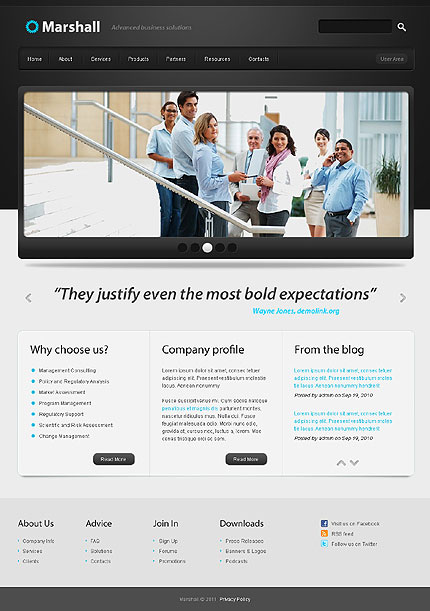 Marshall Advanced business solutions
Home About Services Products Partners Resources Contacts User Area
“They justify even the most bold expectations”
Wayne Jones, demolink.org
Why choose us?
Management Consulting
Policy and Regulatory Analysis
Market Assessment
Program Management
Regulatory Support
Scientific and Risk Assessment
Change Management
Read More
Company profile
Lorem ipsum dolor sit amet, consectetuer
adipiscing elit. Praesent vestibulum molestie
lacus. Aenean nonummy
Fusce suscipit varius mi. Cum sociis natoque
penatibus et magnis dis parturient montes,
nascetur ridiculus mus. Nulla dui. Fusce
feugiat malesuada odio. Morbi nunc odio,
gravida at, cursus nec, luctus a, lorem. Mae
cenas tristique orci ac sem.
Read More
From the blog
Lorem ipsum dolor sit amet, consectetuer
adipiscing elit. Praesent vestibulum molestie
lacus. Aenean nonummy hendrerit
Posted by admin on Sep 19, 2010
Lorem ipsum dolor sit amet, consectetuer
adipiscing elit. Praesent vestibulum molestie
lacus. Aenean nonummy hendrerit
Posted by admin on Sep 19, 2010
About Us
Company Info
Services
Clients
Advice
FAQ
Solutions
Contacts
Join In
Sign Up
Forums
Promotions
Downloads
Press Releases
Banners & Logos
Podcasts
Visit us on Facebook
RSS feed
Follow us on Twitter
Marshall © 2011 Privacy Policy